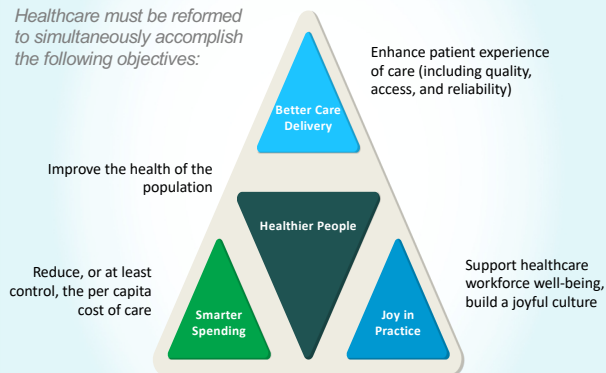 Healthcare must be reformed
to simultaneously accomplish
the following objectives:
Enhance patient experience
of care (including quality,
access, and reliability)
Better Care
Delivery
Improve the health of the
population
Healthier People
Reduce, or at least
control, the per capita
cost of care
Smarter
Spending
Joy in
Practice
Support healthcare
workforce well-being,
build a joyful culture